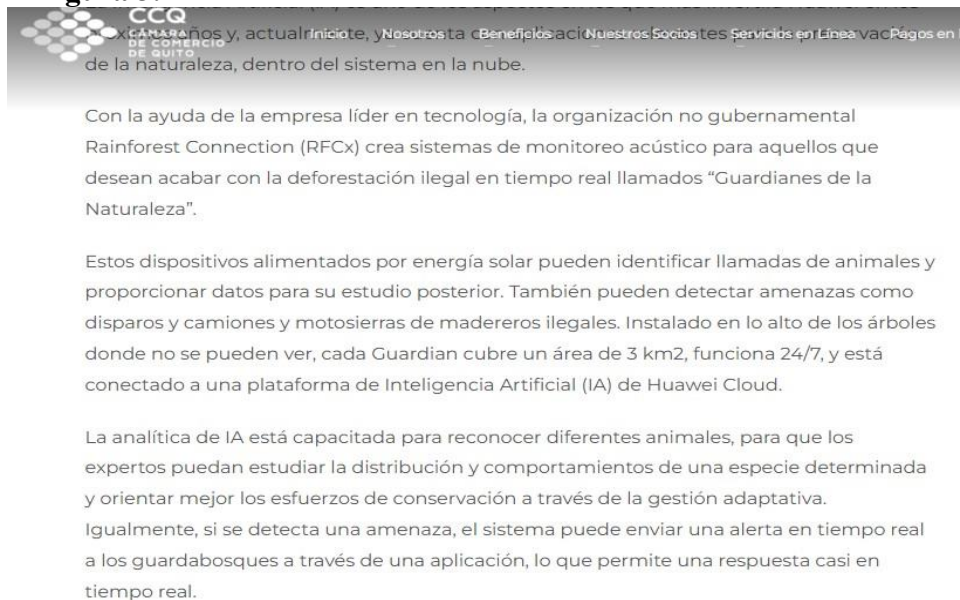 CCQ
CÁMARA
DE COMERCIO
DE QUITO
Inicio Nosotros Beneficios Nuestros Socios Servicios en Línea Pagos en
de la naturaleza, dentro del sistema en la nube.
Con la ayuda de la empresa líder en tecnología, la organización no gubernamental
Rainforest Connection (RFCx) crea sistemas de monitoreo acústico para aquellos que
desean acabar con la deforestación ilegal en tiempo real llamados “Guardianes de la
Naturaleza”.
Estos dispositivos alimentados por energía solar pueden identificar llamadas de animales y
proporcionar datos para su estudio posterior. También pueden detectar amenazas como
disparos y camiones y motosierras de madereros ilegales. Instalado en lo alto de los árboles
donde no se pueden ver, cada Guardian cubre un área de 3 km2, funciona 24/7, y está
conectado a una plataforma de Inteligencia Artificial (IA) de Huawei Cloud.
La analítica de IA está capacitada para reconocer diferentes animales, para que los
expertos puedan estudiar la distribución y comportamientos de una especie determinada
y orientar mejor los esfuerzos de conservación a través de la gestión adaptativa.
Igualmente, si se detecta una amenaza, el sistema puede enviar una alerta en tiempo real
a los guardabosques a través de una aplicación, lo que permite una respuesta casi en
tiempo real.